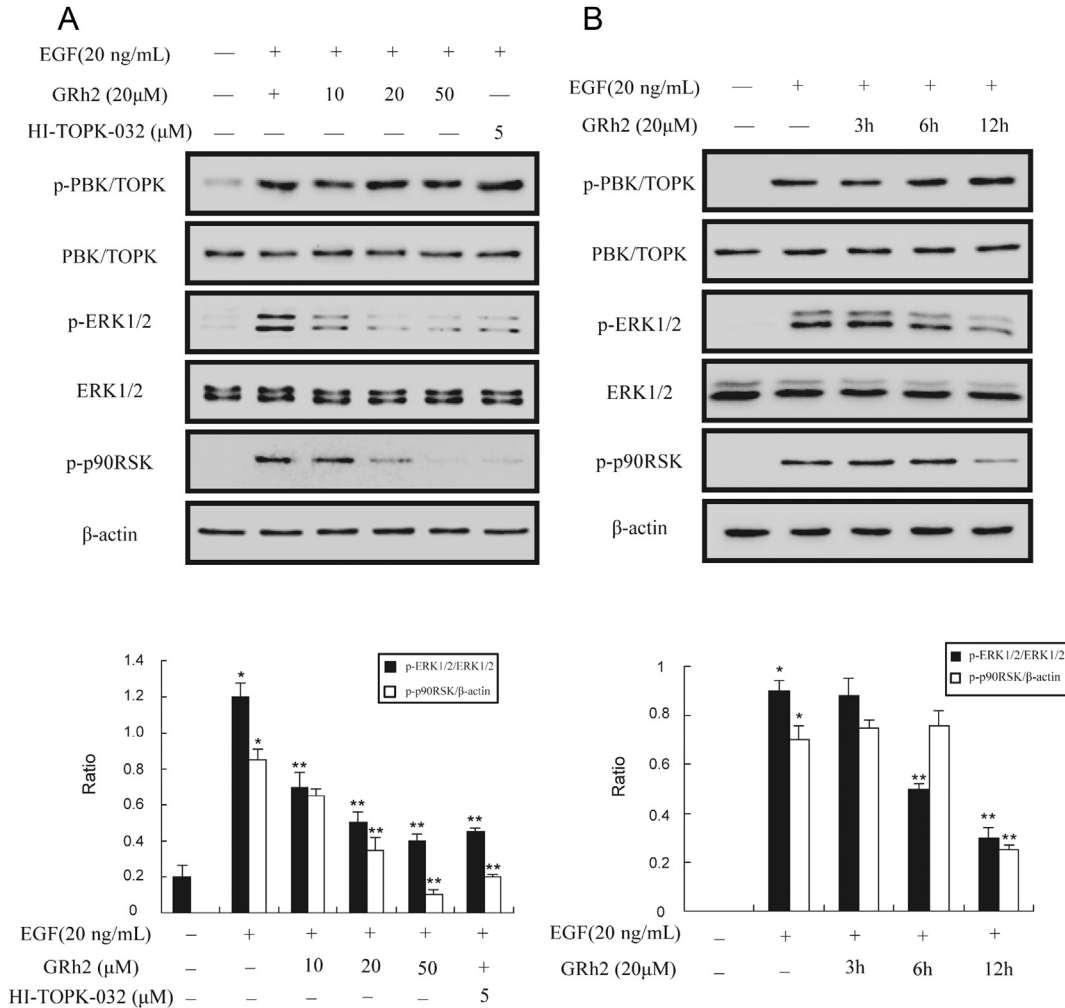 A
EGF(20 ng/mL) — + + + + +
GRh2 (20μM) — + 10 20 50 —
HI-TOPK-032 (μM) — — — — — 5
p-PBK/TOPK
PBK/TOPK
p-ERK1/2
ERK1/2
p-p90RSK
β-actin
B
EGF(20 ng/mL) — + + + +
GRh2 (20μM) — — 3h 6h 12h
p-PBK/TOPK
PBK/TOPK
p-ERK1/2
ERK1/2
p-p90RSK
β-actin
p-ERK1/2/ERK1/2
p-p90RSK/β-actin
Ratio
1.4
1.2
1.0
0.8
0.6
0.4
0.2
0
* * ** ** ** ** ** ** **
EGF(20 ng/mL) – + + + + +
GRh2 (μM) – – 10 20 50 +
HI-TOPK-032 (μM) – – – – – 5
p-ERK1/2/ERK1/2
p-p90RSK/β-actin
Ratio
1
0.8
0.6
0.4
0.2
0
* * ** ** **
EGF(20 ng/mL) – + + + +
GRh2 (20μM) – – 3h 6h 12h